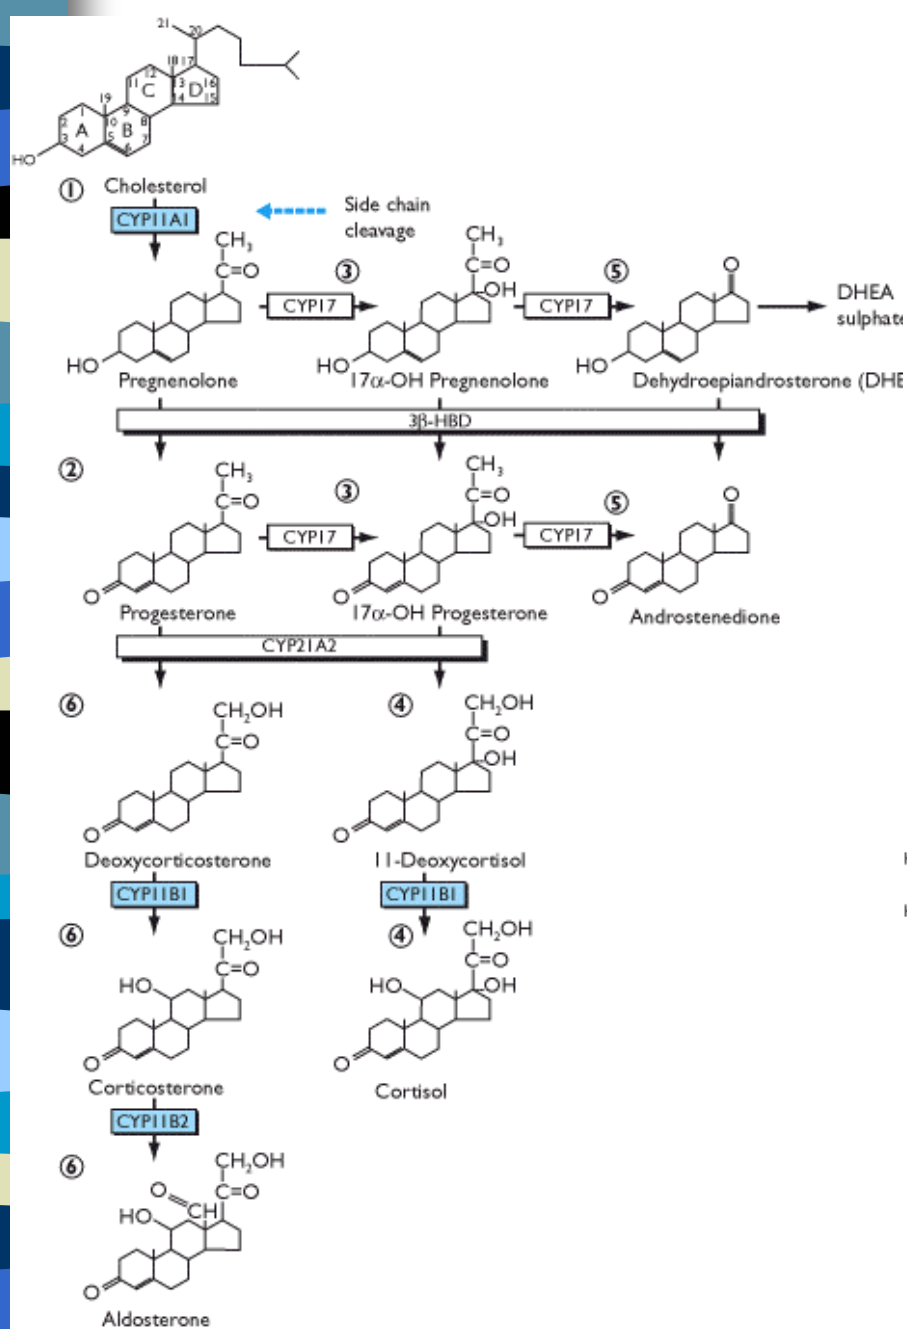 21
20
18
17
12
11
C
13
D
16
19
9
14
15
1
2
10
8
A
B
HO
3
5
7
4
6
① Cholesterol
CYP11A1
Side chain
cleavage
CH₃
C=O
③
CYP17
CH₃
C=O
OH
⑤
CYP17
O
DHEA
sulphate
HO
HO
HO
Pregnenolone
17α-OH Pregnenolone
Dehydroepiandrosterone (DHE
3β-HBD
②
CH₃
C=O
③
CYP17
CH₃
C=O
OH
⑤
CYP17
O
O
O
O
Progesterone
17α-OH Progesterone
Androstenedione
CYP21A2
⑥
CH₂OH
C=O
④
CH₂OH
C=O
OH
O
O
Deoxycorticosterone
11-Deoxycortisol
CYP11B1
CYP11B1
⑥
CH₂OH
C=O
HO
④
CH₂OH
C=O
HO
OH
O
O
Corticosterone
Cortisol
CYP11B2
⑥
CH₂OH
O
C=O
CH
HO
O
Aldosterone